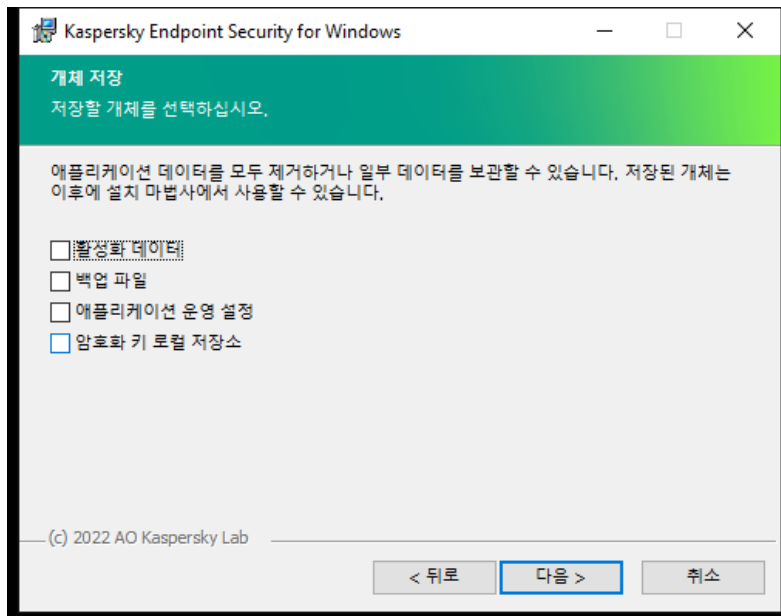 Kaspersky Endpoint Security for Windows
개체 저장
저장할 개체를 선택하십시오.
애플리케이션 데이터를 모두 제거하거나 일부 데이터를 보관할 수 있습니다. 저장된 개체는
이후에 설치 마법사에서 사용할 수 있습니다.
활성화 데이터
백업 파일
애플리케이션 운영 설정
암호화 키 로컬 저장소
(c) 2022 AO Kaspersky Lab
< 뒤로 다음 > 취소